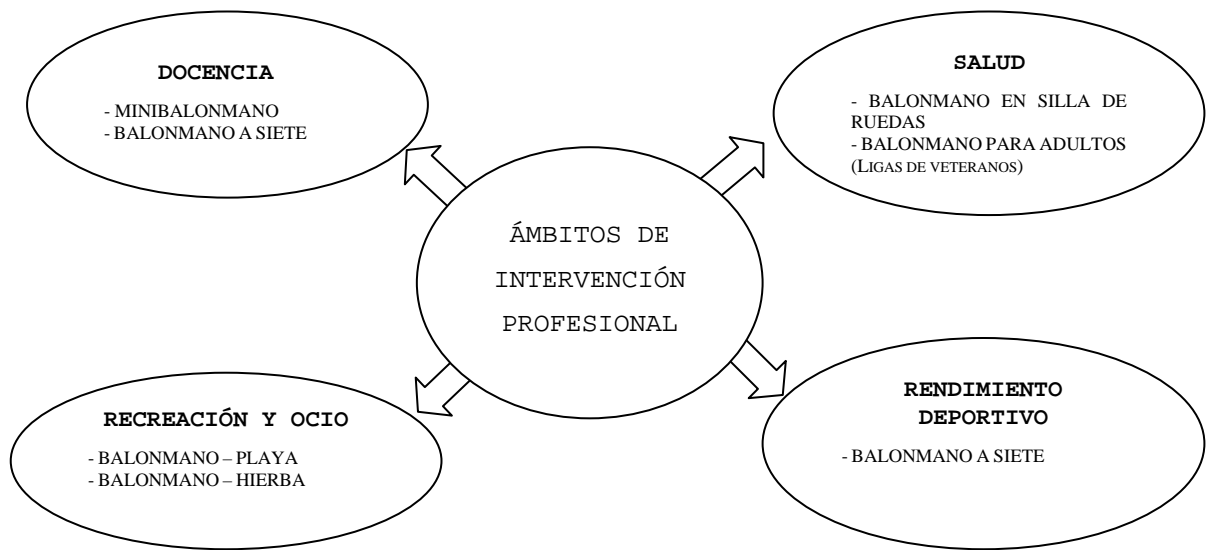 DOCENCIA
- MINIBALONMANO
- BALONMANO A SIETE
SALUD
- BALONMANO EN SILLA DE
RUEDAS
- BALONMANO PARA ADULTOS
(LIGAS DE VETERANOS)
ÁMBITOS DE
INTERVENCIÓN
PROFESIONAL
RECREACIÓN Y OCIO
- BALONMANO – PLAYA
- BALONMANO – HIERBA
RENDIMIENTO
DEPORTIVO
- BALONMANO A SIETE